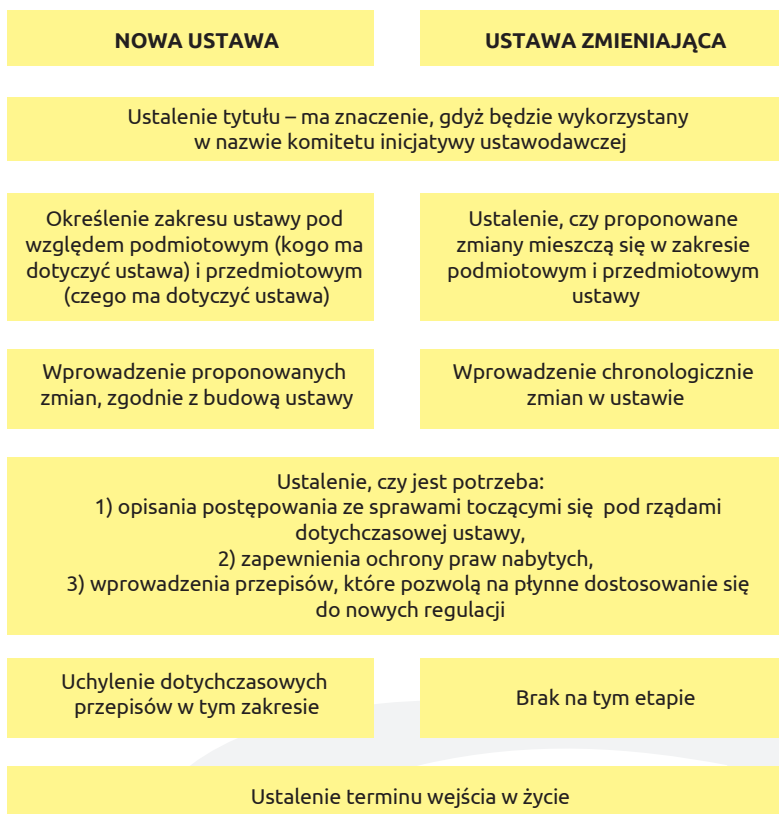 NOWA USTAWA
USTAWA ZMIENIAJĄCA
Ustalenie tytułu – ma znaczenie, gdyż będzie wykorzystany
w nazwie komitetu inicjatywy ustawodawczej
Określenie zakresu ustawy pod
względem podmiotowym (kogo ma
dotyczyć ustawa) i przedmiotowym
(czego ma dotyczyć ustawa)
Ustalenie, czy proponowane
zmiany mieszczą się w zakresie
podmiotowym i przedmiotowym
ustawy
Wprowadzenie proponowanych
zmian, zgodnie z budową ustawy
Wprowadzenie chronologicznie
zmian w ustawie
Ustalenie, czy jest potrzeba:
1) opisania postępowania ze sprawami toczącymi się pod rządami
dotychczasowej ustawy,
2) zapewnienia ochrony praw nabytych,
3) wprowadzenia przepisów, które pozwolą na płynne dostosowanie się
do nowych regulacji
Uchylenie dotychczasowych
przepisów w tym zakresie
Brak na tym etapie
Ustalenie terminu wejścia w życie